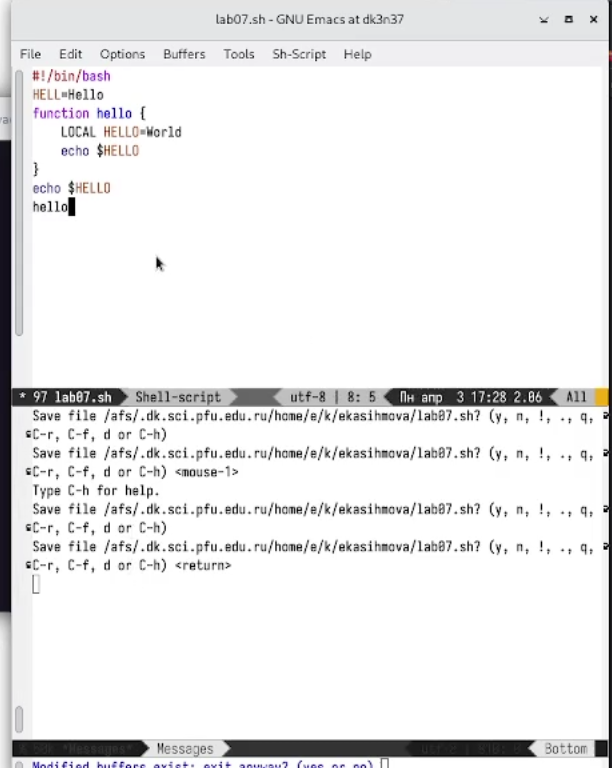 lab07.sh - GNU Emacs at dk3n37
File Edit Options Buffers Tools Sh-Script Help
#!/bin/bash
HELL=Hello
function hello {
LOCAL HELLO=World
echo $HELLO
}
echo $HELLO
hello
* 97 lab07.sh Shell-script utf-8 | 8: 5 Пн апр 3 17:28 2.06 All
Save file /afs/.dk.sci.pfu.edu.ru/home/e/k/ekasihmova/lab07.sh? (y, n, !, ., q,
C-r, C-f, d or C-h)
Save file /afs/.dk.sci.pfu.edu.ru/home/e/k/ekasihmova/lab07.sh? (y, n, !, ., q,
C-r, C-f, d or C-h) <mouse-1>
Type C-h for help.
Save file /afs/.dk.sci.pfu.edu.ru/home/e/k/ekasihmova/lab07.sh? (y, n, !, ., q,
C-r, C-f, d or C-h)
Save file /afs/.dk.sci.pfu.edu.ru/home/e/k/ekasihmova/lab07.sh? (y, n, !, ., q,
C-r, C-f, d or C-h) <return>
*Messages* Messages utf-8 | Bottom
Modified buffers exist; exit anyway? (yes or no)